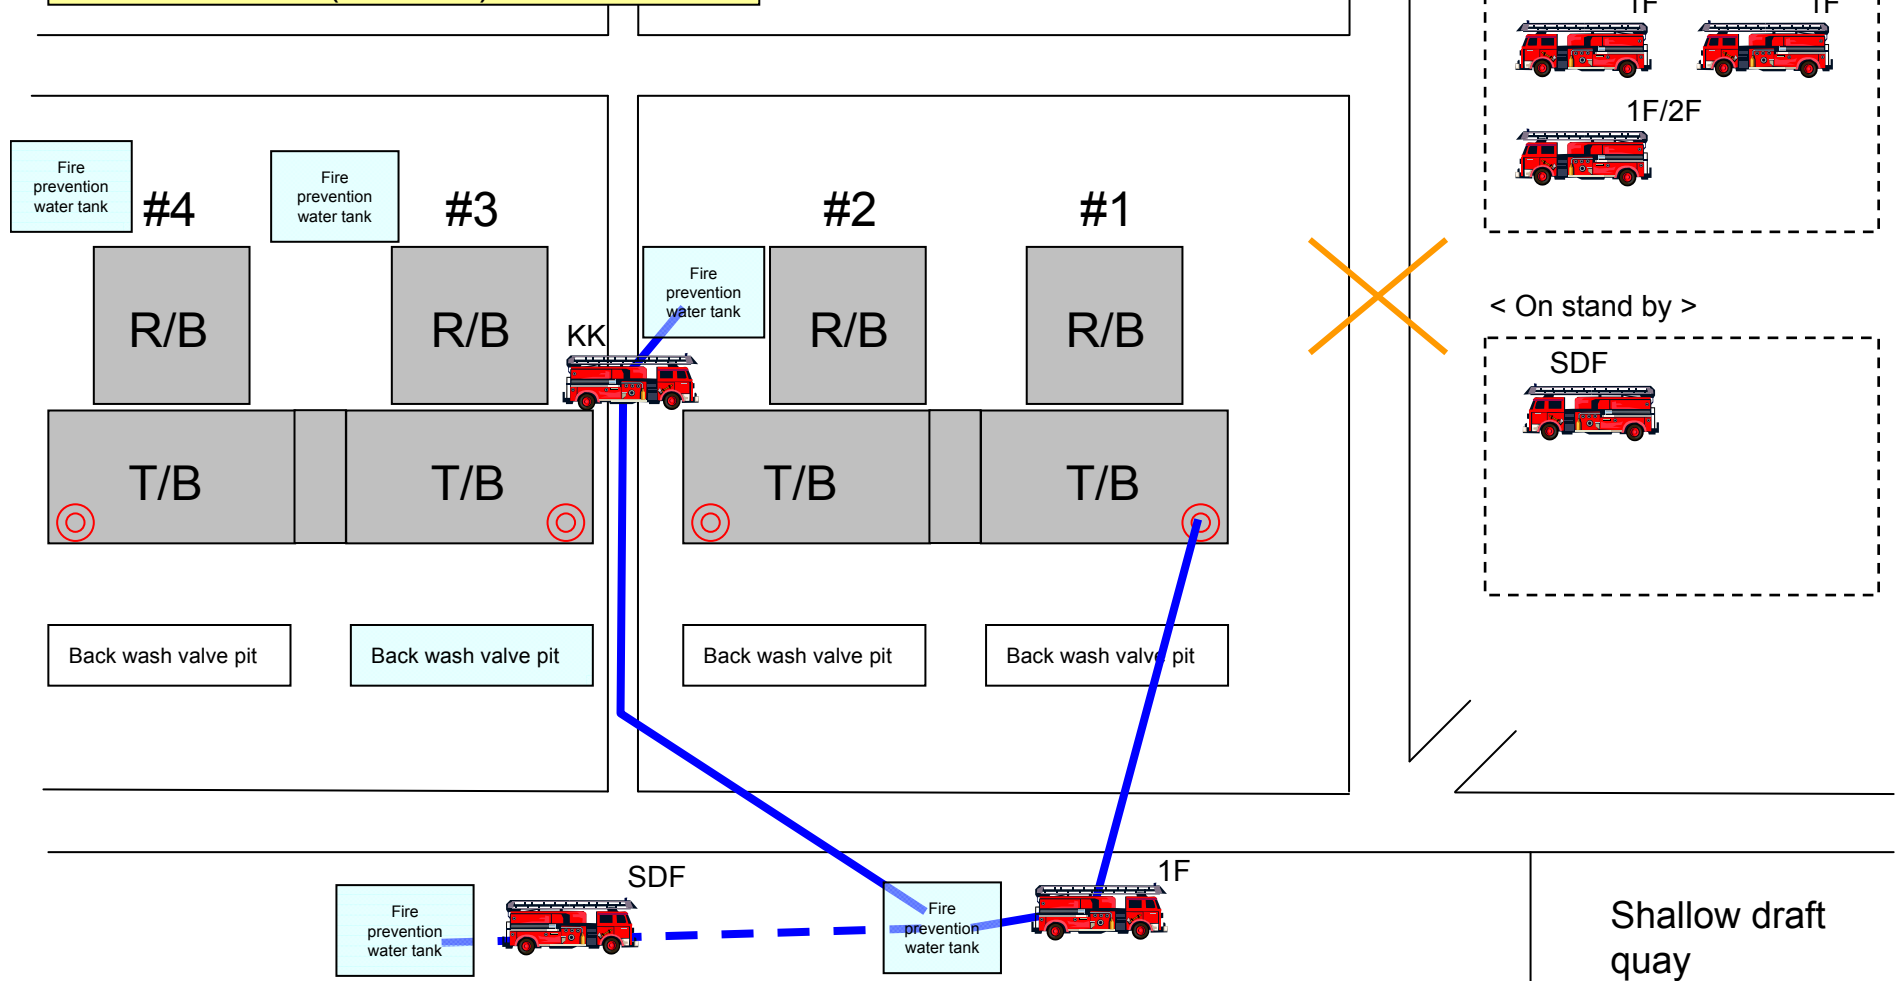 1F
1F
1F/2F
Fire
prevention
water tank
#4
Fire
prevention
water tank
#3
#2
#1
Fire
prevention
water tank
R/B
R/B
R/B
R/B
KK
< On stand by >
SDF
T/B
T/B
T/B
T/B
Back wash valve pit
Back wash valve pit
Back wash valve pit
Back wash valve pit
SDF
1F
Fire
prevention
water tank
Fire
prevention
water tank
Shallow draft
quay